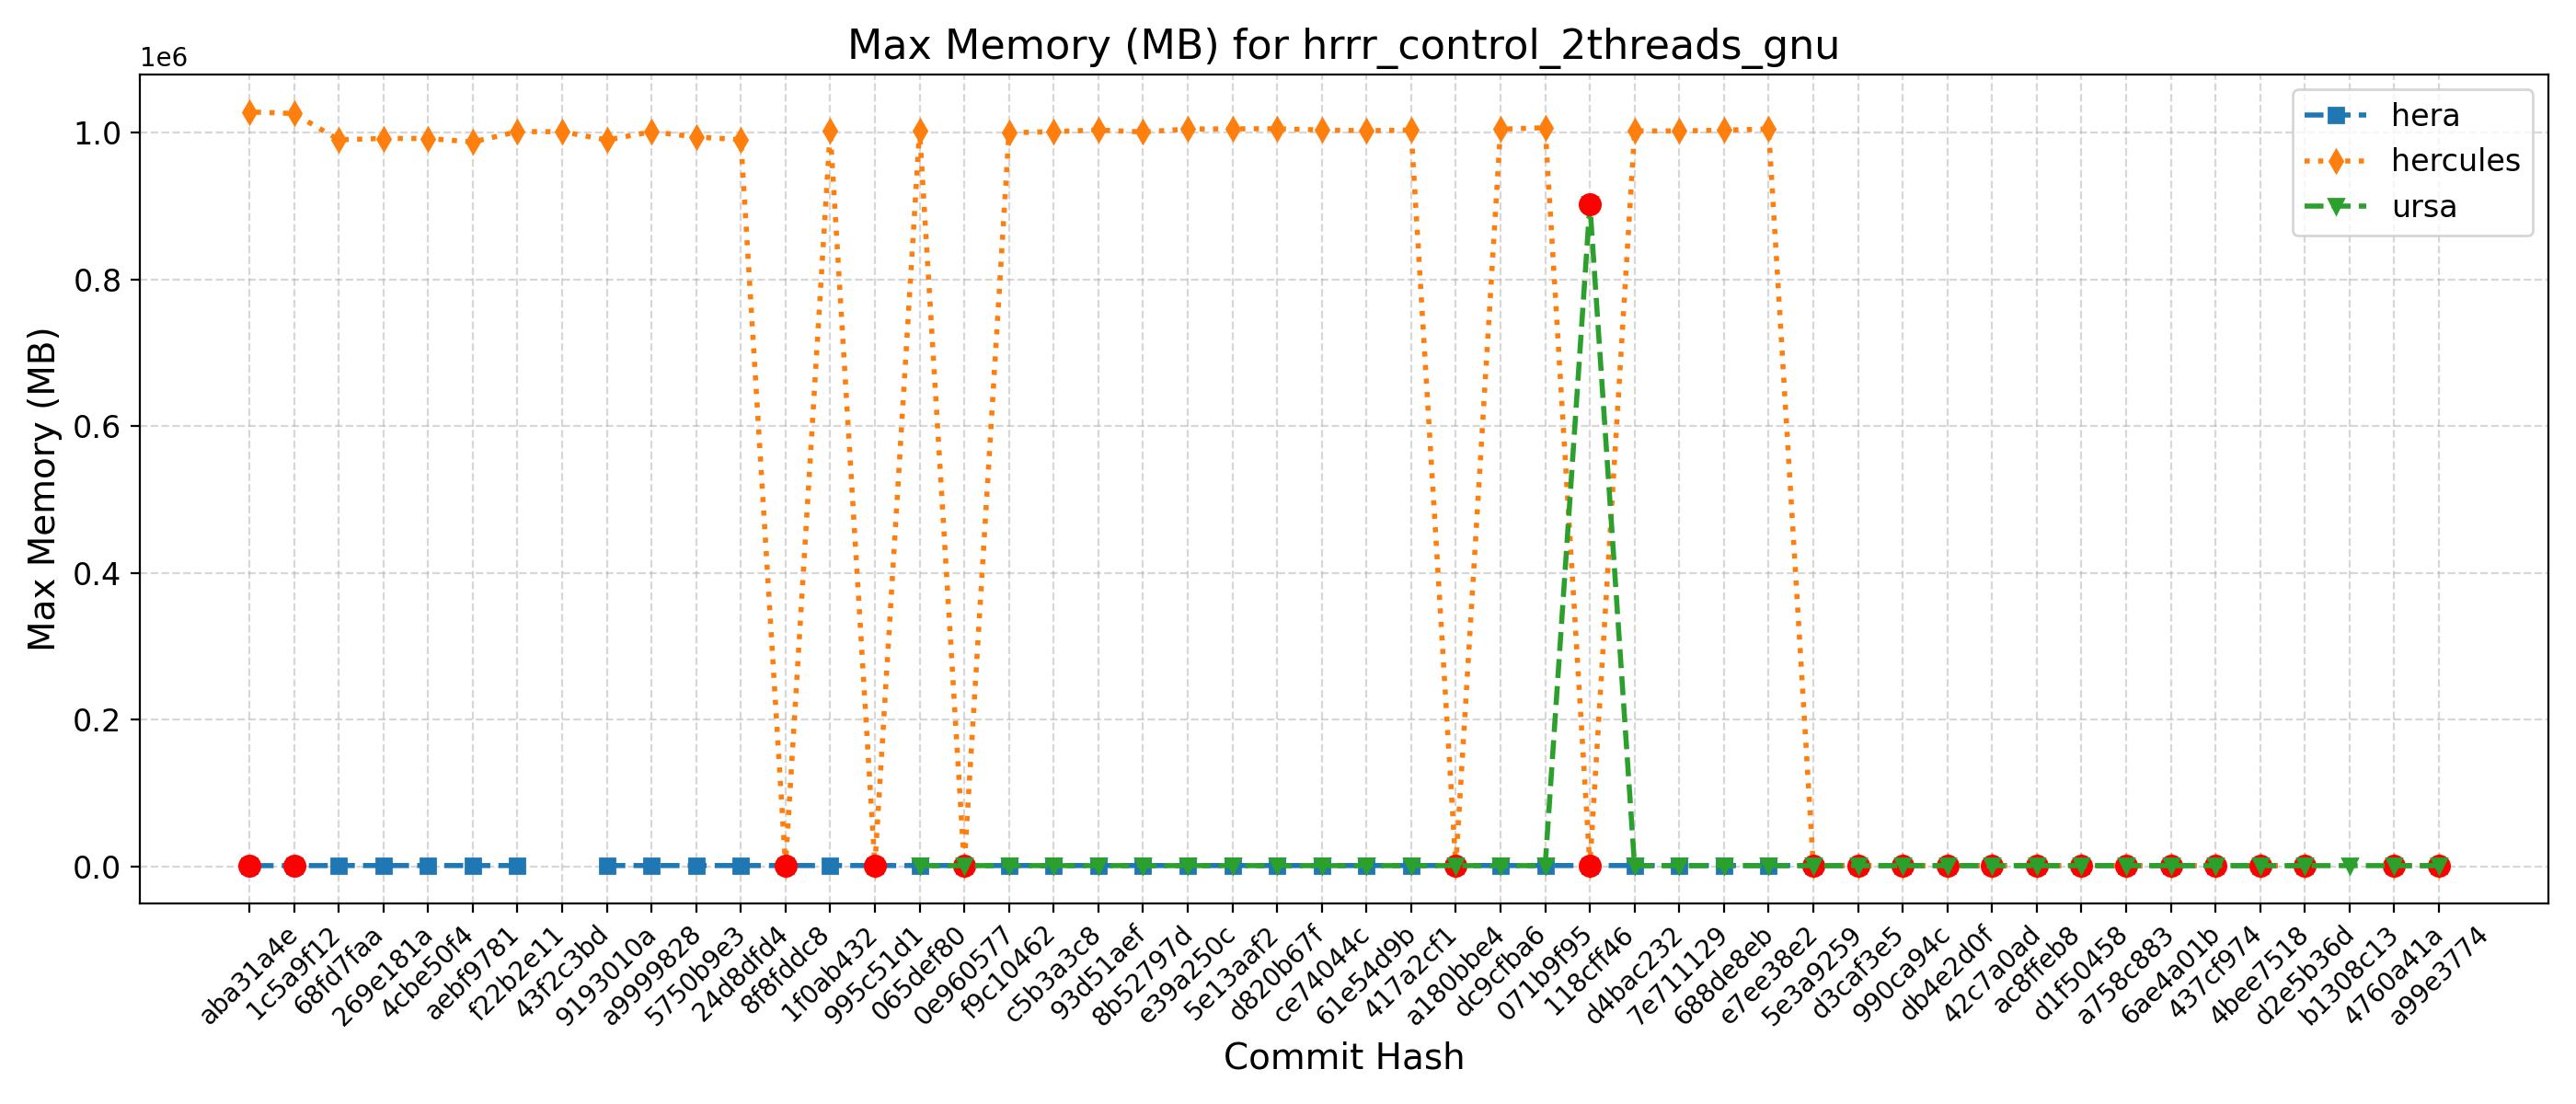 Max Memory (MB) for hrrr_control_2threads_gnu
1e6
1.0
0.8
0.6
0.4
0.2
0.0
Max Memory (MB)
hera
hercules
ursa
aba31a4e
1c5a9f12
68fd7faa
269e181a
4cbe50f4
aebf9781
f22b2e11
43f2c3bd
9193010a
a9999828
5750b9e3
24d8dfd4
8f8fddc8
1f0ab432
995c51d1
065def80
0e960577
f9c10462
c5b3a3c8
93d51aef
8b52797d
e39a250c
5e13aaf2
d820b67f
ce74044c
61e54d9b
417a2cf1
a180bbe4
dc9cfba6
071b9f95
118cff46
d4bac232
7e711129
688de8eb
e7ee38e2
5e3a9259
d3caf3e5
990ca94c
db4e2d0f
42c7a0ad
ac8ffeb8
d1f50458
a758c883
6ae4a01b
437cf974
4bee7518
d2e5b36d
b1308c13
4760a41a
a99e3774
Commit Hash